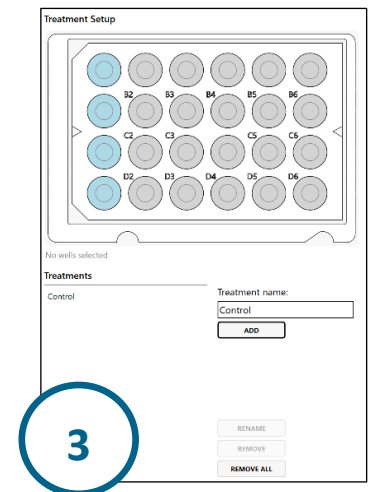 Treatment Setup
B2 B3 B4 B5 B6
C2 C3 C5 C6
D2 D3 D4 D5 D6
No wells selected
Treatments
Control
Treatment name:
Control
ADD
RENAME
REMOVE
REMOVE ALL
3